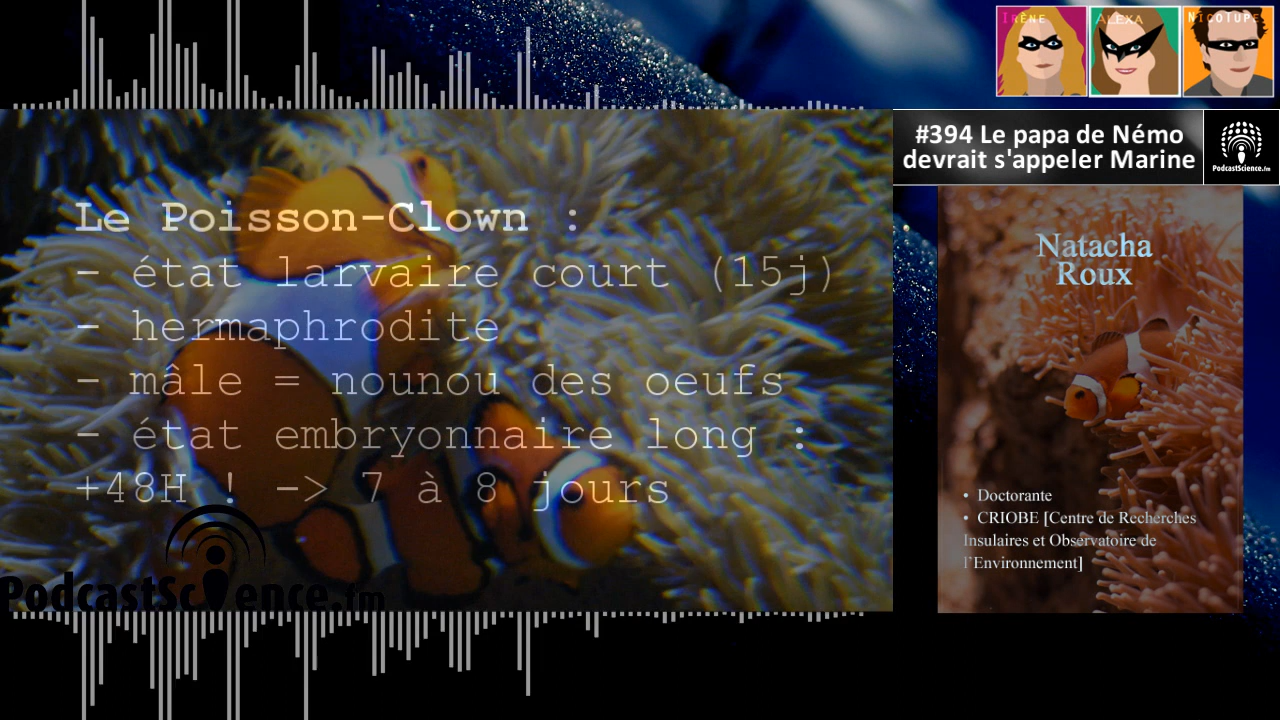 IRÈNE
ALEXA
NICOTUPE
#394 Le papa de Némo
devrait s'appeler Marine
PodcastScience.fm
Le Poisson-Clown :
- état larvaire court (15j)
- hermaphrodite
- mâle = nounou des oeufs
- état embryonnaire long :
+48H ! -> 7 à 8 jours
PodcastScience.fm
Natacha
Roux
• Doctorante
• CRIOBE [Centre de Recherches
Insulaires et Observatoire de
l'Environnement]